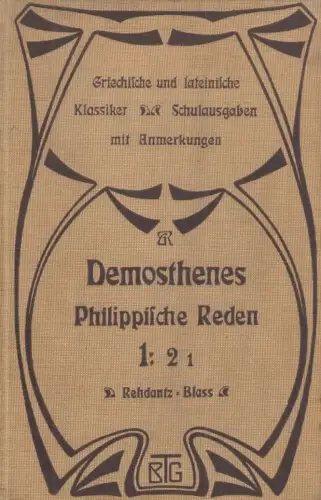 Griechiſche und lateiniſche
Klassiker Schulausgaben
mit Anmerkungen
Demosthenes
Philippiſche Reden
1: 2 1
Rehdantz - Blass
BTG